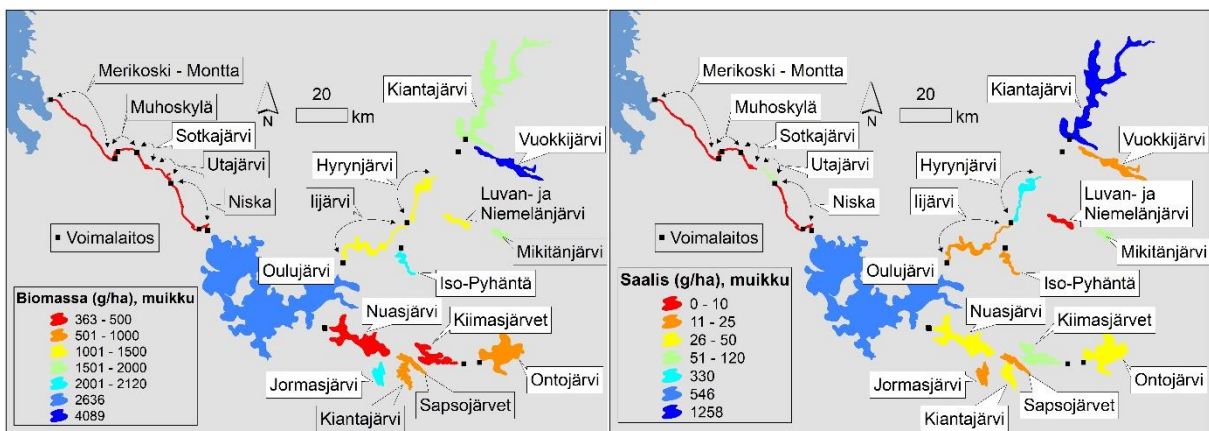 Merikoski - Montta
Muhoskylä
Sotkajärvi
Utajärvi
Niska
Voimalaitos
N
20
km
Kiantajärvi
Vuokkijärvi
Hyrynjärvi
Iijärvi
Luvan- ja
Niemelänjärvi
Mikitänjärvi
Oulujärvi
Iso-Pyhäntä
Nuasjärvi
Kiimasjärvet
Jormasjärvi
Ontojärvi
Kiantajärvi
Sapsojärvet
Biomassa (g/ha), muikku
363 - 500
501 - 1000
1001 - 1500
1501 - 2000
2001 - 2120
2636
4089
Merikoski - Montta
Muhoskylä
Sotkajärvi
Utajärvi
Niska
Voimalaitos
N
20
km
Kiantajärvi
Vuokkijärvi
Hyrynjärvi
Iijärvi
Luvan- ja
Niemelänjärvi
Mikitänjärvi
Oulujärvi
Iso-Pyhäntä
Nuasjärvi
Kiimasjärvet
Jormasjärvi
Ontojärvi
Kiantajärvi
Sapsojärvet
Saalis (g/ha), muikku
0 - 10
11 - 25
26 - 50
51 - 120
330
546
1258